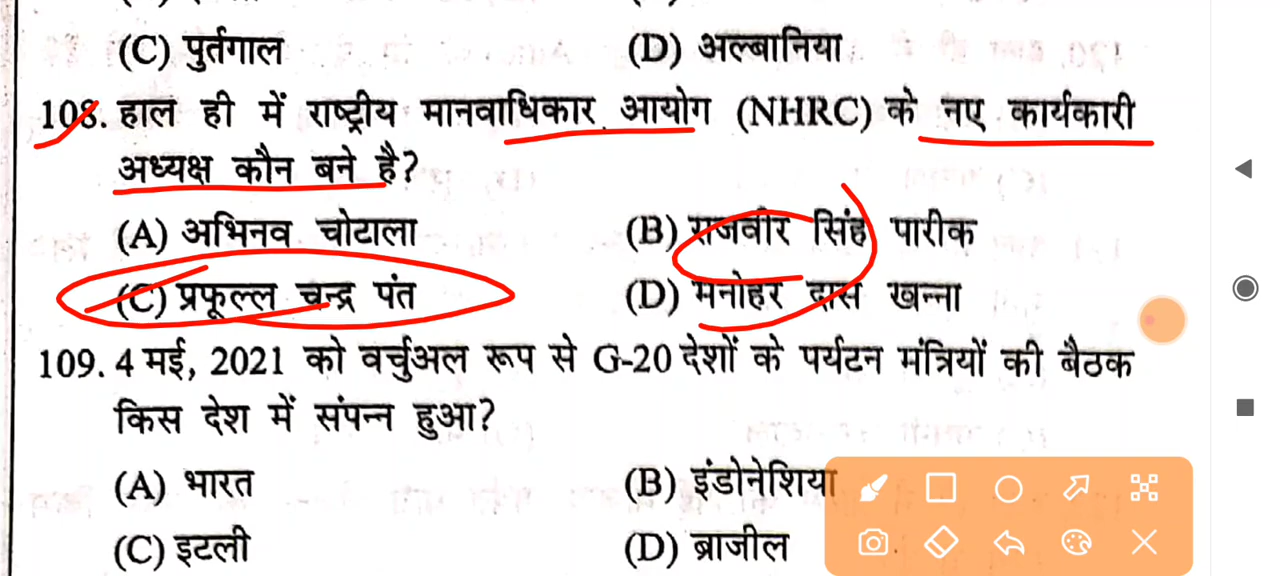 (C) पुर्तगाल (D) अल्बानिया
108. हाल ही में राष्ट्रीय मानवाधिकार आयोग (NHRC) के नए कार्यकारी
अध्यक्ष कौन बने है?
(A) अभिनव चोटाला (B) राजवीर सिंह पारीक
(C) प्रफूल्ल चन्द्र पंत (D) मनोहर दास खन्ना
109. 4 मई, 2021 को वर्चुअल रूप से G-20 देशों के पर्यटन मंत्रियों की बैठक
किस देश में संपन्न हुआ?
(A) भारत (B) इंडोनेशिया
(C) इटली (D) ब्राजील